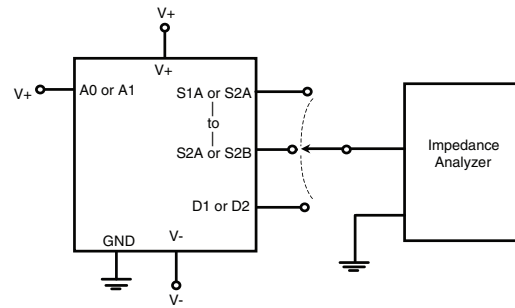 V+
V+
V+
A0 or A1
S1A or S2A
to
S2A or S2B
D1 or D2
GND
V-
V-
Impedance
Analyzer